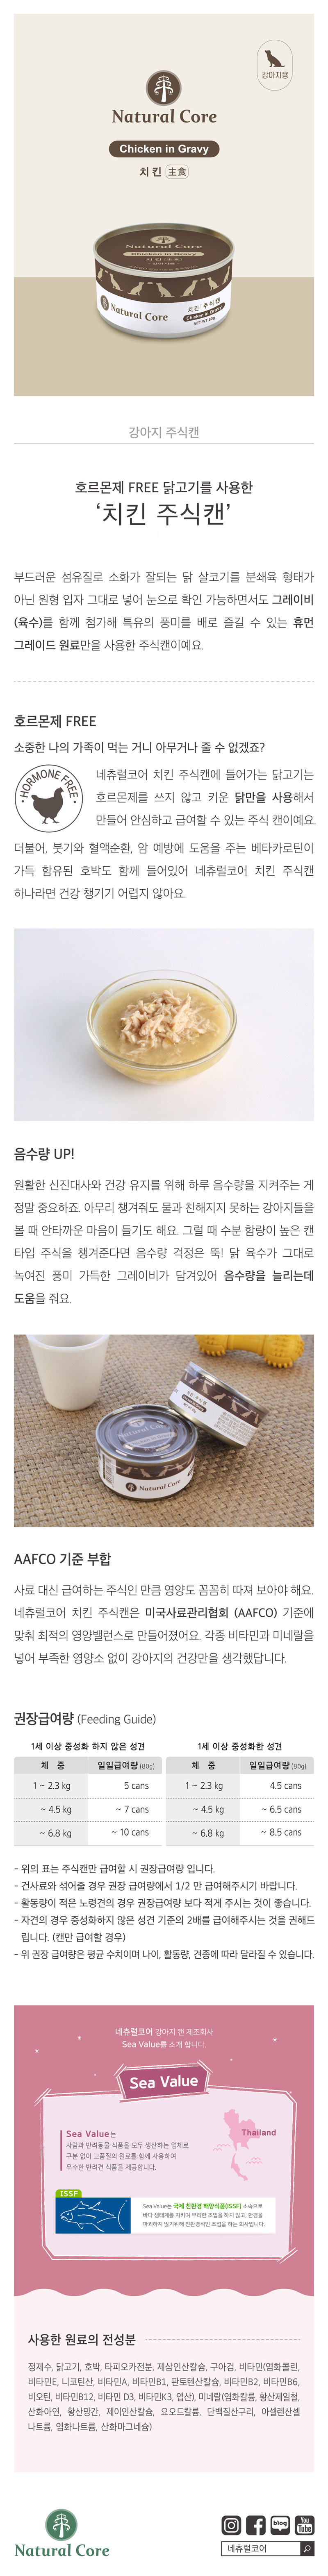 강아지용
Natural Core
Chicken in Gravy
치킨 主食
Natural Core
Chicken in Gravy
Natural Core
치킨 주식캔
Chicken in Gravy
강아지 주식캔
호르몬제 FREE 닭고기를 사용한
‘치킨 주식캔’
부드러운 섬유질로 소화가 잘되는 닭 살코기를 분쇄육 형태가
아닌 원형 입자 그대로 넣어 눈으로 확인 가능하면서도 그레이비
(육수)를 함께 첨가해 특유의 풍미를 배로 즐길 수 있는 휴먼
그레이드 원료만을 사용한 주식캔이예요.
호르몬제 FREE
소중한 나의 가족이 먹는 거니 아무거나 줄 수 없겠죠?
HORMONE FREE
네츄럴코어 치킨 주식캔에 들어가는 닭고기는
호르몬제를 쓰지 않고 키운 닭만을 사용해서
만들어 안심하고 급여할 수 있는 주식 캔이예요.
더불어, 붓기와 혈액순환, 암 예방에 도움을 주는 베타카로틴이
가득 함유된 호박도 함께 들어있어 네츄럴코어 치킨 주식캔
하나라면 건강 챙기기 어렵지 않아요.
음수량 UP!
원활한 신진대사와 건강 유지를 위해 하루 음수량을 지켜주는 게
정말 중요하죠. 아무리 챙겨줘도 물과 친해지지 못하는 강아지들을
볼 때 안타까운 마음이 들기도 해요. 그럴 때 수분 함량이 높은 캔
타입 주식을 챙겨준다면 음수량 걱정은 뚝! 닭 육수가 그대로
녹여진 풍미 가득한 그레이비가 담겨있어 음수량을 늘리는데
도움을 줘요.
Natural Core
AAFCO 기준 부합
사료 대신 급여하는 주식인 만큼 영양도 꼼꼼히 따져 보아야 해요.
네츄럴코어 치킨 주식캔은 미국사료관리협회 (AAFCO) 기준에
맞춰 최적의 영양밸런스로 만들어졌어요. 각종 비타민과 미네랄을
넣어 부족한 영양소 없이 강아지의 건강만을 생각했답니다.
권장급여량 (Feeding Guide)
1세 이상 중성화 하지 않은 성견 1세 이상 중성화한 성견
체 중 일일급여량 (80g) 체 중 일일급여량 (80g)
1 ~ 2.3 kg 5 cans 1 ~ 2.3 kg 4.5 cans
~ 4.5 kg ~ 7 cans ~ 4.5 kg ~ 6.5 cans
~ 6.8 kg ~ 10 cans ~ 6.8 kg ~ 8.5 cans
- 위의 표는 주식캔만 급여할 시 권장급여량 입니다.
- 건사료와 섞어줄 경우 권장 급여량에서 1/2 만 급여해주시기 바랍니다.
- 활동량이 적은 노령견의 경우 권장급여량 보다 적게 주시는 것이 좋습니다.
- 자견의 경우 중성화하지 않은 성견 기준의 2배를 급여해주시는 것을 권해드
립니다. (캔만 급여할 경우)
- 위 권장 급여량은 평균 수치이며 나이, 활동량, 견종에 따라 달라질 수 있습니다.
네츄럴코어 강아지 캔 제조회사
Sea Value를 소개 합니다.
Sea Value
Thailand
Sea Value는
사람과 반려동물 식품을 모두 생산하는 업체로
구분 없이 고품질의 원료를 함께 사용하여
우수한 반려견 식품을 제공합니다.
ISSF
Sea Value는 국제 친환경 해양식품(ISSF) 소속으로
바다 생태계를 지키며 무리한 조업을 하지 않고, 환경을
파괴하지 않기위해 친환경적인 조업을 하는 회사입니다.
사용한 원료의 전성분
정제수, 닭고기, 호박, 타피오카전분, 제삼인산칼슘, 구아검, 비타민(염화콜린,
비타민E, 니코틴산, 비타민A, 비타민B1, 판토텐산칼슘, 비타민B2, 비타민B6,
비오틴, 비타민B12, 비타민 D3, 비타민K3, 엽산), 미네랄(염화칼륨, 황산제일철,
산화아연, 황산망간, 제이인산칼슘, 요오드칼륨, 단백질산구리, 아셀렌산셀
나트륨, 염화나트륨, 산화마그네슘)
Natural Core
blog
You Tube
네츄럴코어